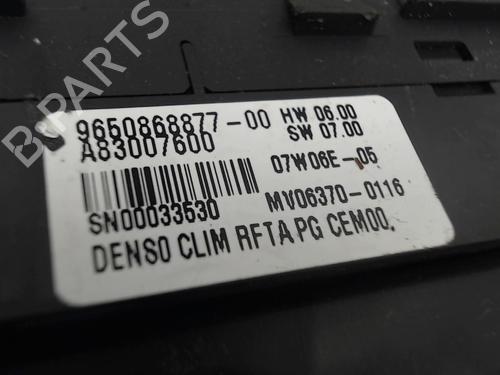 9650868877-00 HW 06.00
A83007600 SW 07.00
07W06E-05
SN00033530 MV06370-0116
DENSO CLIM RFTA PG CEM00.
B-PARTS